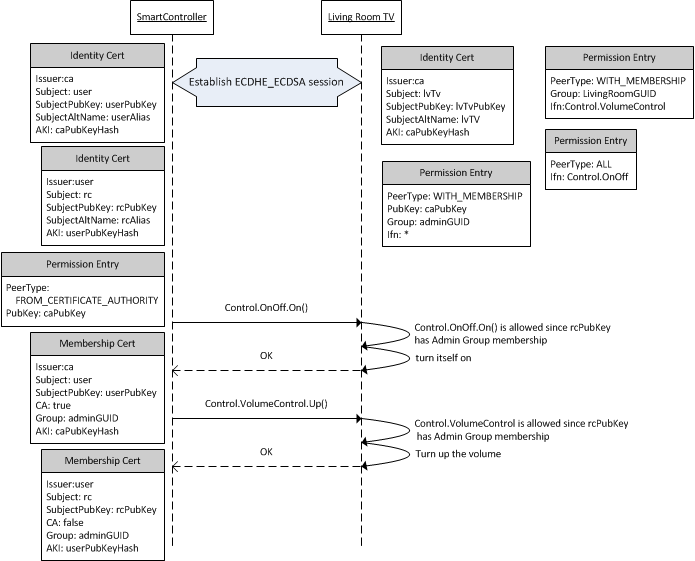 SmartController
Living Room TV
Establish ECDHE_ECDSA session
Identity Cert
Issuer:ca
Subject: user
SubjectPubKey: userPubKey
SubjectAltName: userAlias
AKI: caPubKeyHash
Identity Cert
Issuer:user
Subject: rc
SubjectPubKey: rcPubKey
SubjectAltName: rcAlias
AKI: userPubKeyHash
Permission Entry
PeerType:
FROM_CERTIFICATE_AUTHORITY
PubKey: caPubKey
Membership Cert
Issuer:ca
Subject: user
SubjectPubKey: userPubKey
CA: true
Group: adminGUID
AKI: caPubKeyHash
Membership Cert
Issuer:user
Subject: rc
SubjectPubKey: rcPubKey
CA: false
Group: adminGUID
AKI: userPubKeyHash
Identity Cert
Issuer:ca
Subject: lvTv
SubjectPubKey: lvTvPubKey
SubjectAltName: lvTV
AKI: caPubKeyHash
Permission Entry
PeerType: WITH_MEMBERSHIP
PubKey: caPubKey
Group: adminGUID
Ifn: *
Permission Entry
PeerType: WITH_MEMBERSHIP
Group: LivingRoomGUID
Ifn:Control.VolumeControl
Permission Entry
PeerType: ALL
Ifn: Control.OnOff
Control.OnOff.On()
Control.OnOff.On() is allowed since rcPubKey
has Admin Group membership
OK
turn itself on
Control.VolumeControl.Up()
Control.VolumeControl is allowed since rcPubKey
has Admin Group membership
OK
Turn up the volume